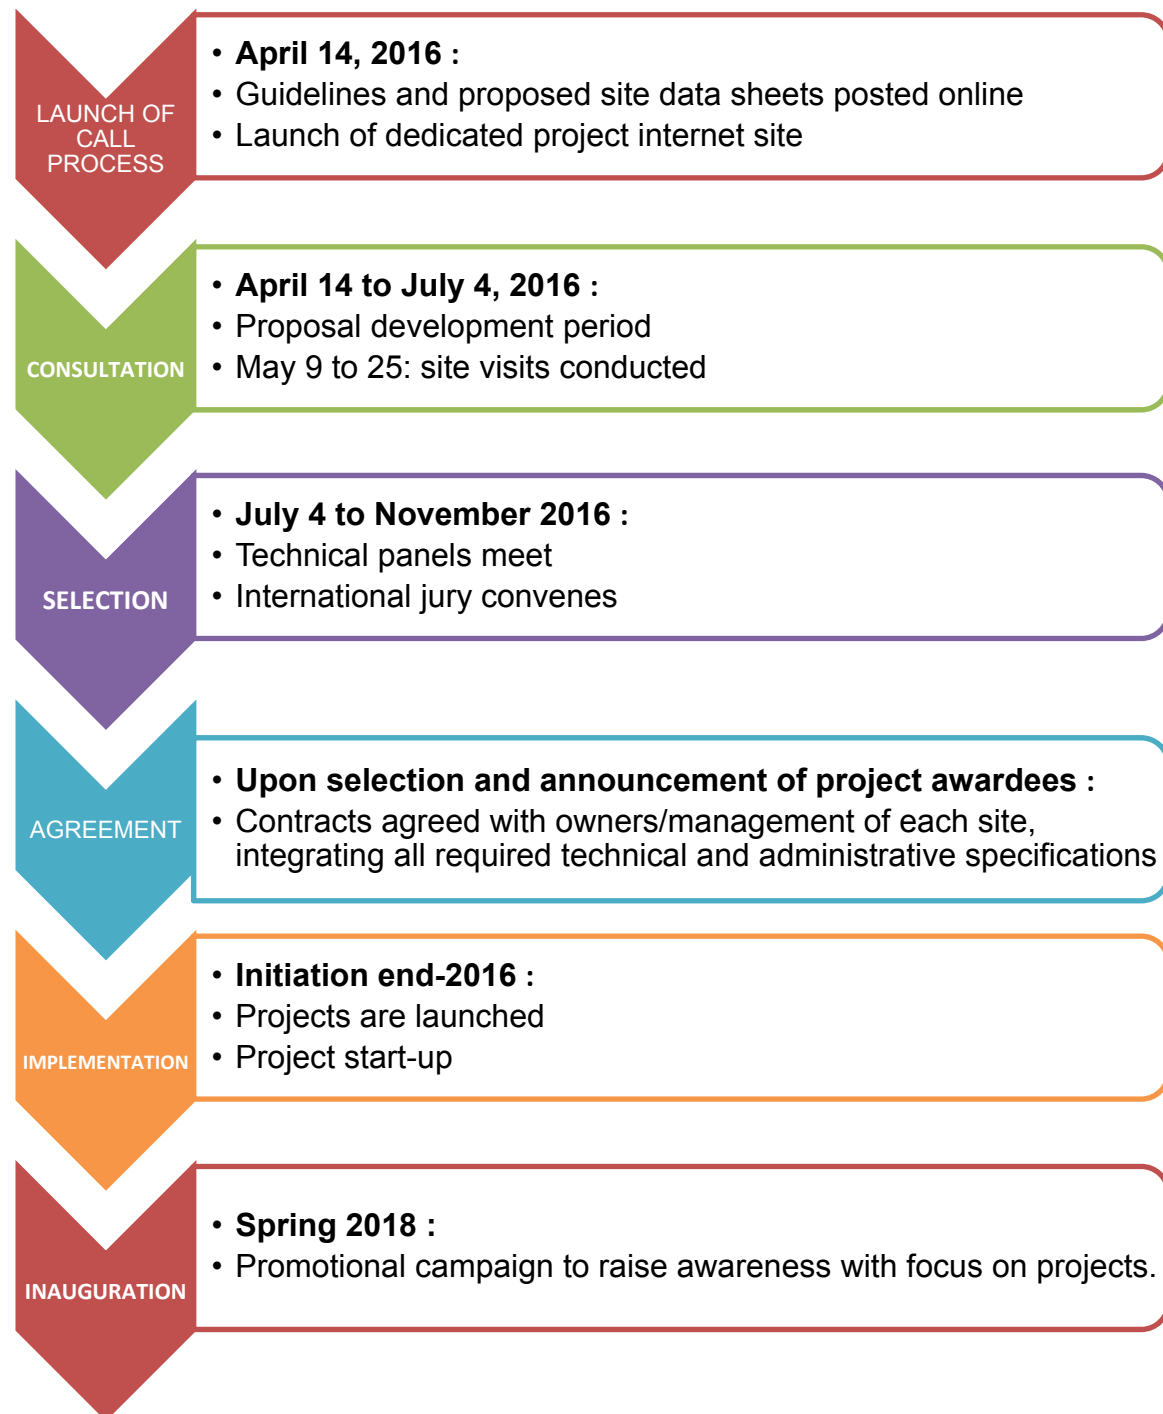 LAUNCH OF
CALL
PROCESS
• April 14, 2016 :
• Guidelines and proposed site data sheets posted online
• Launch of dedicated project internet site
CONSULTATION
• April 14 to July 4, 2016 :
• Proposal development period
• May 9 to 25: site visits conducted
SELECTION
• July 4 to November 2016 :
• Technical panels meet
• International jury convenes
AGREEMENT
• Upon selection and announcement of project awardees :
• Contracts agreed with owners/management of each site,
integrating all required technical and administrative specifications
IMPLEMENTATION
• Initiation end-2016 :
• Projects are launched
• Project start-up
INAUGURATION
• Spring 2018 :
• Promotional campaign to raise awareness with focus on projects.